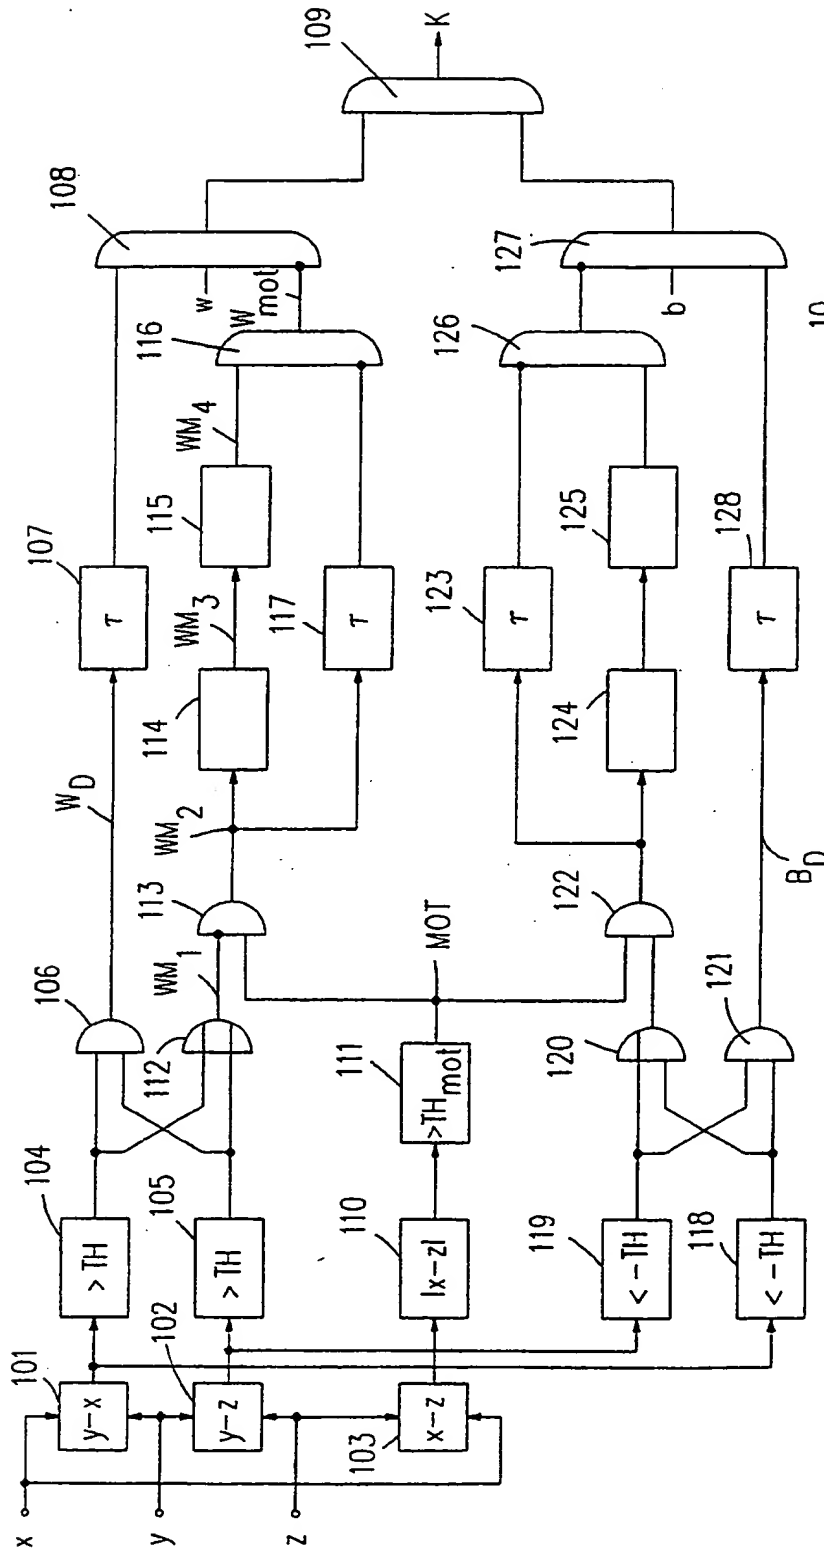 x
y
z
101
y-x
102
y-z
103
x-z
104
> TH
105
> TH
110
|x-z|
111
>TH mot
119
< -TH
118
< -TH
106
112
WM1
113
WM2
MOT
120
121
122
WD
BD
107
τ
114
WM3
115
WM4
117
τ
116
Wmot
w
108
123
τ
124
125
126
128
τ
127
b
109
K
10